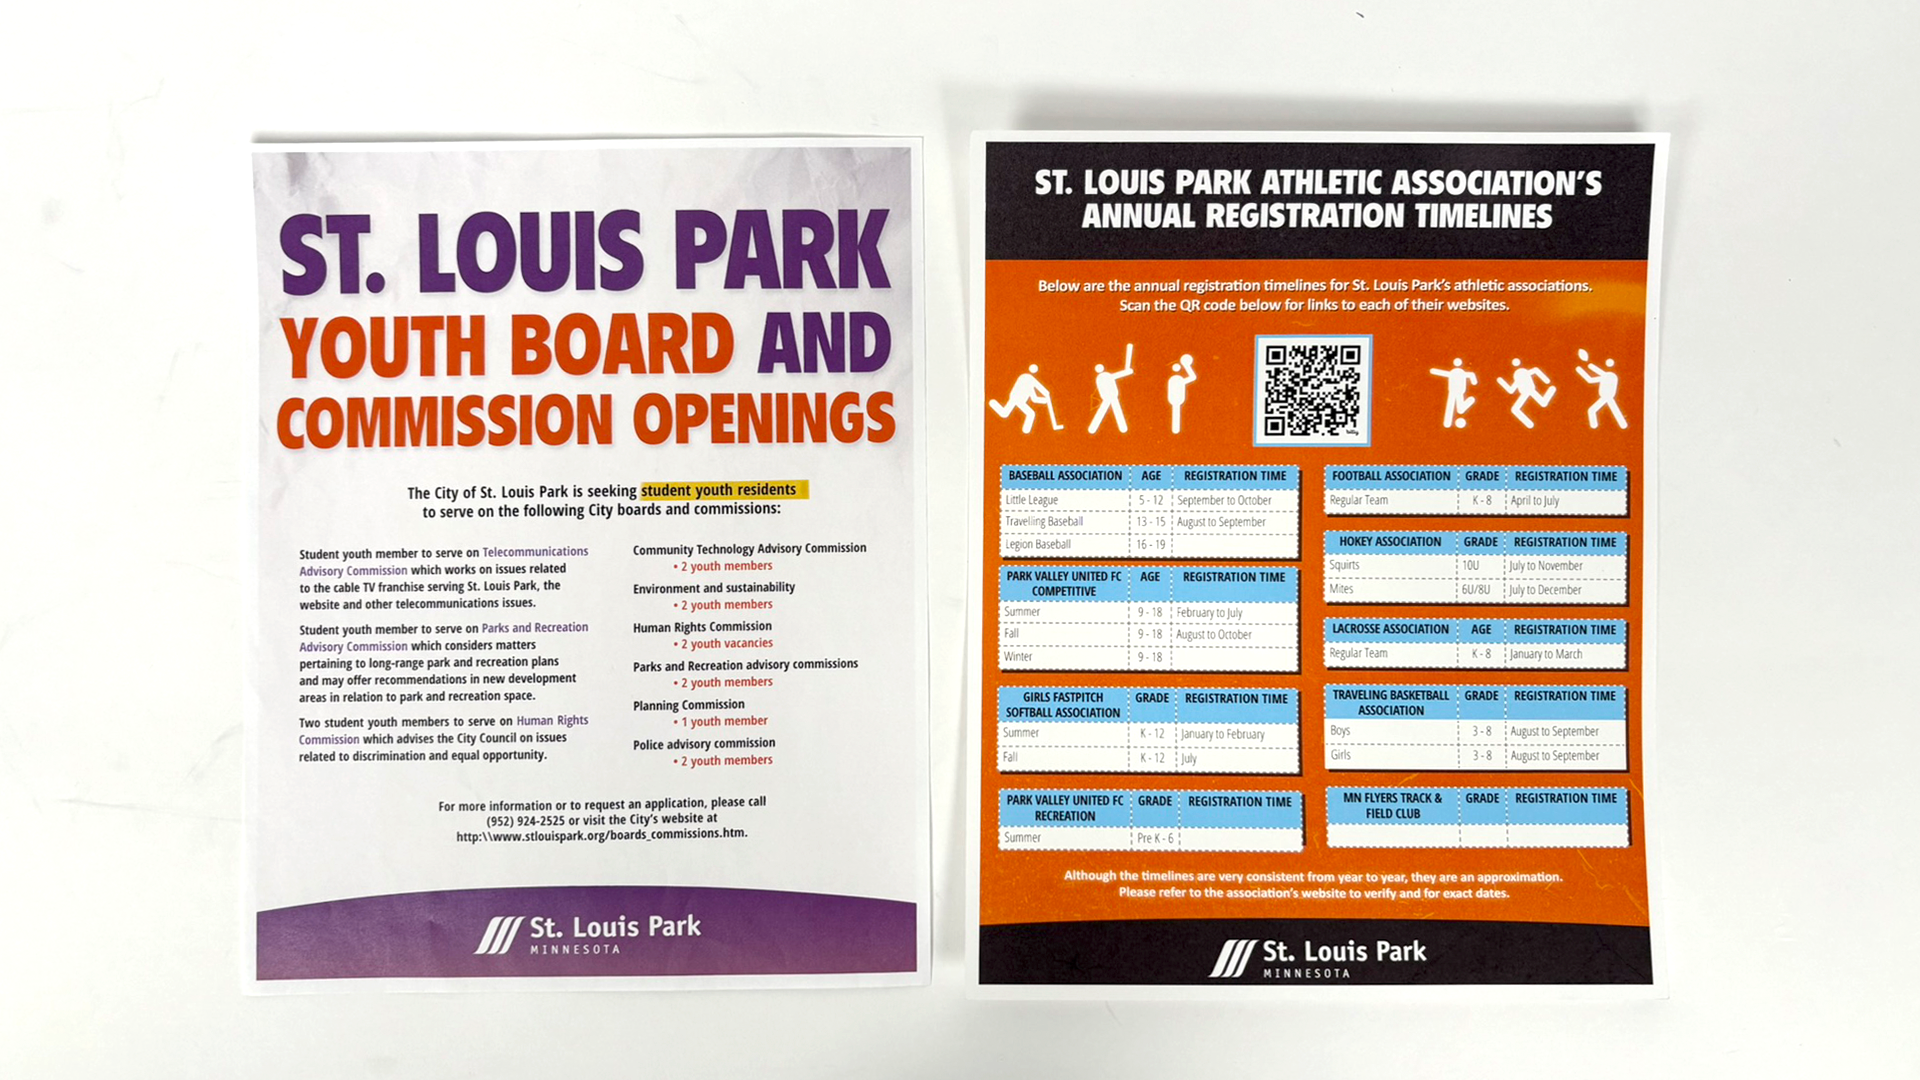 ST. LOUIS PARK
YOUTH BOARD AND
COMMISSION OPENINGS
The City of St. Louis Park is seeking student youth residents
to serve on the following City boards and commissions:
Student youth member to serve on Telecommunications
Advisory Commission which works on issues related
to the cable TV franchise serving St. Louis Park, the
website and other telecommunications issues.
Student youth member to serve on Parks and Recreation
Advisory Commission which considers matters
pertaining to long-range park and recreation plans
and may offer recommendations in new development
areas in relation to park and recreation space.
Two student youth members to serve on Human Rights
Commission which advises the City Council on issues
related to discrimination and equal opportunity.
Community Technology Advisory Commission
• 2 youth members
Environment and sustainability
• 2 youth members
Human Rights Commission
• 2 youth vacancies
Parks and Recreation advisory commissions
• 2 youth members
Planning Commission
• 1 youth member
Police advisory commission
• 2 youth members
For more information or to request an application, please call
(952) 924-2525 or visit the City's website at
http:\\www.stlouispark.org/boards_commissions.htm.
St. Louis Park
MINNESOTA
ST. LOUIS PARK ATHLETIC ASSOCIATION'S
ANNUAL REGISTRATION TIMELINES
Below are the annual registration timelines for St. Louis Park's athletic associations.
Scan the QR code below for links to each of their websites.
BASEBALL ASSOCIATION AGE REGISTRATION TIME
Little League 5 - 12 September to October
Travelling Baseball 13 - 15 August to September
Legion Baseball 16 - 19
PARK VALLEY UNITED FC AGE REGISTRATION TIME
COMPETITIVE
Summer 9 - 18 February to July
Fall 9 - 18 August to October
Winter 9 - 18
GIRLS FASTPITCH GRADE REGISTRATION TIME
SOFTBALL ASSOCIATION
Summer K - 12 January to February
Fall K - 12 July
PARK VALLEY UNITED FC GRADE REGISTRATION TIME
RECREATION
Summer Pre K - 6
FOOTBALL ASSOCIATION GRADE REGISTRATION TIME
Regular Team K - 8 April to July
HOKEY ASSOCIATION GRADE REGISTRATION TIME
Squirts 10U July to November
Mites 6U/8U July to December
LACROSSE ASSOCIATION AGE REGISTRATION TIME
Regular Team K - 8 January to March
TRAVELING BASKETBALL GRADE REGISTRATION TIME
ASSOCIATION
Boys 3 - 8 August to September
Girls 3 - 8 August to September
MN FLYERS TRACK & GRADE REGISTRATION TIME
FIELD CLUB
Although the timelines are very consistent from year to year, they are an approximation.
Please refer to the association's website to verify and for exact dates.
St. Louis Park
MINNESOTA